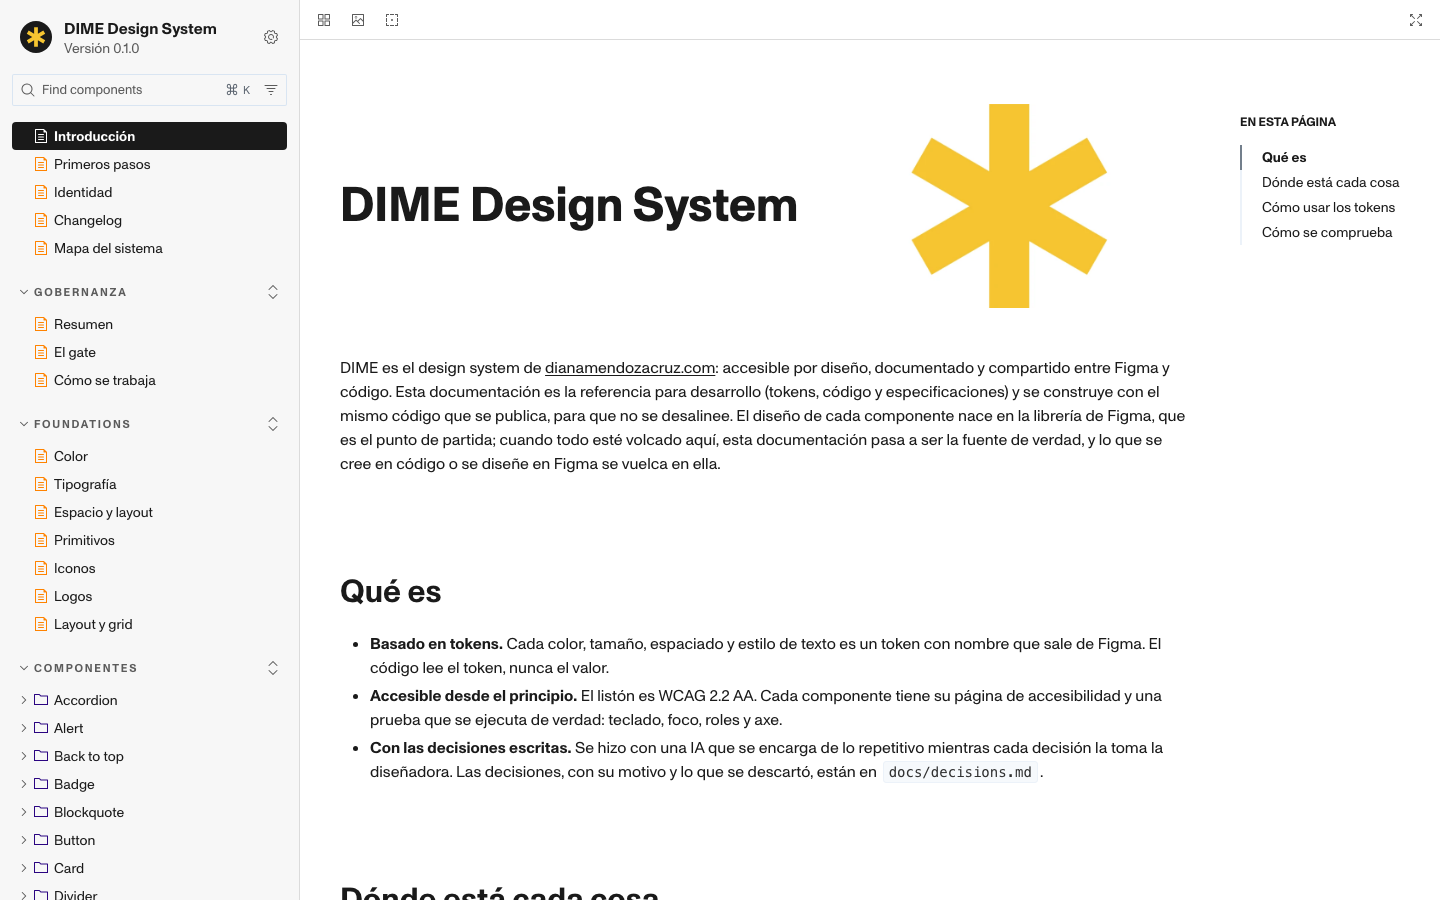 DIME Design System
Versión 0.1.0
Find components
⌘ K
Introducción
Primeros pasos
Identidad
Changelog
Mapa del sistema
GOBERNANZA
Resumen
El gate
Cómo se trabaja
FOUNDATIONS
Color
Tipografía
Espacio y layout
Primitivos
Iconos
Logos
Layout y grid
COMPONENTES
Accordion
Alert
Back to top
Badge
Blockquote
Button
Card
Divider
DIME Design System
DIME es el design system de dianamendozacruz.com: accesible por diseño, documentado y compartido entre Figma y
código. Esta documentación es la referencia para desarrollo (tokens, código y especificaciones) y se construye con el
mismo código que se publica, para que no se desalinee. El diseño de cada componente nace en la librería de Figma, que
es el punto de partida; cuando todo esté volcado aquí, esta documentación pasa a ser la fuente de verdad, y lo que se
cree en código o se diseñe en Figma se vuelca en ella.
Qué es
Basado en tokens. Cada color, tamaño, espaciado y estilo de texto es un token con nombre que sale de Figma. El
código lee el token, nunca el valor.
Accesible desde el principio. El listón es WCAG 2.2 AA. Cada componente tiene su página de accesibilidad y una
prueba que se ejecuta de verdad: teclado, foco, roles y axe.
Con las decisiones escritas. Se hizo con una IA que se encarga de lo repetitivo mientras cada decisión la toma la
diseñadora. Las decisiones, con su motivo y lo que se descartó, están en docs/decisions.md.
Dónde está cada cosa
EN ESTA PÁGINA
Qué es
Dónde está cada cosa
Cómo usar los tokens
Cómo se comprueba